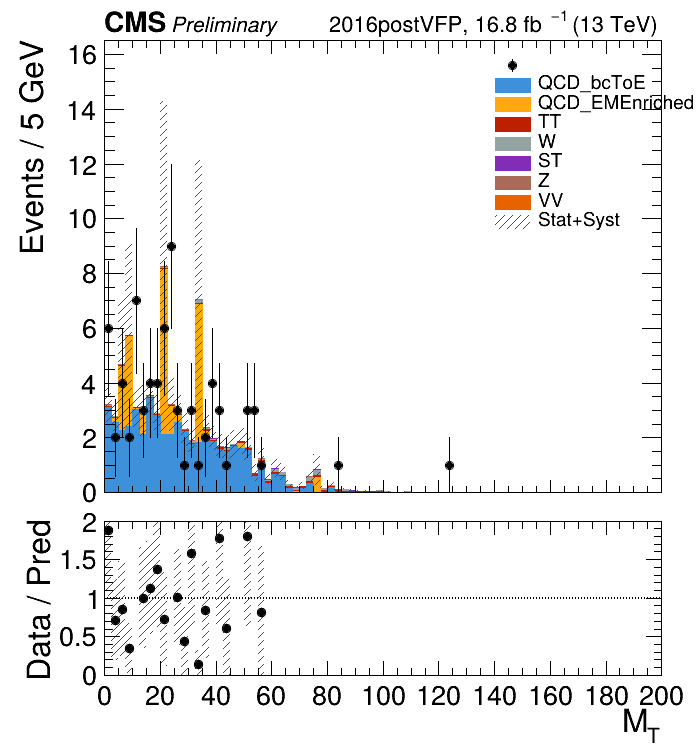 CMS Preliminary 2016postVFP, 16.8 fb ⁻¹ (13 TeV)
Events / 5 GeV
16
14
12
10
8
6
4
2
0
QCD_bcToE
QCD_EMEnriched
TT
W
ST
Z
VV
Stat+Syst
Data / Pred
2
1.5
1
0.5
0
0 20 40 60 80 100 120 140 160 180 200
M_T